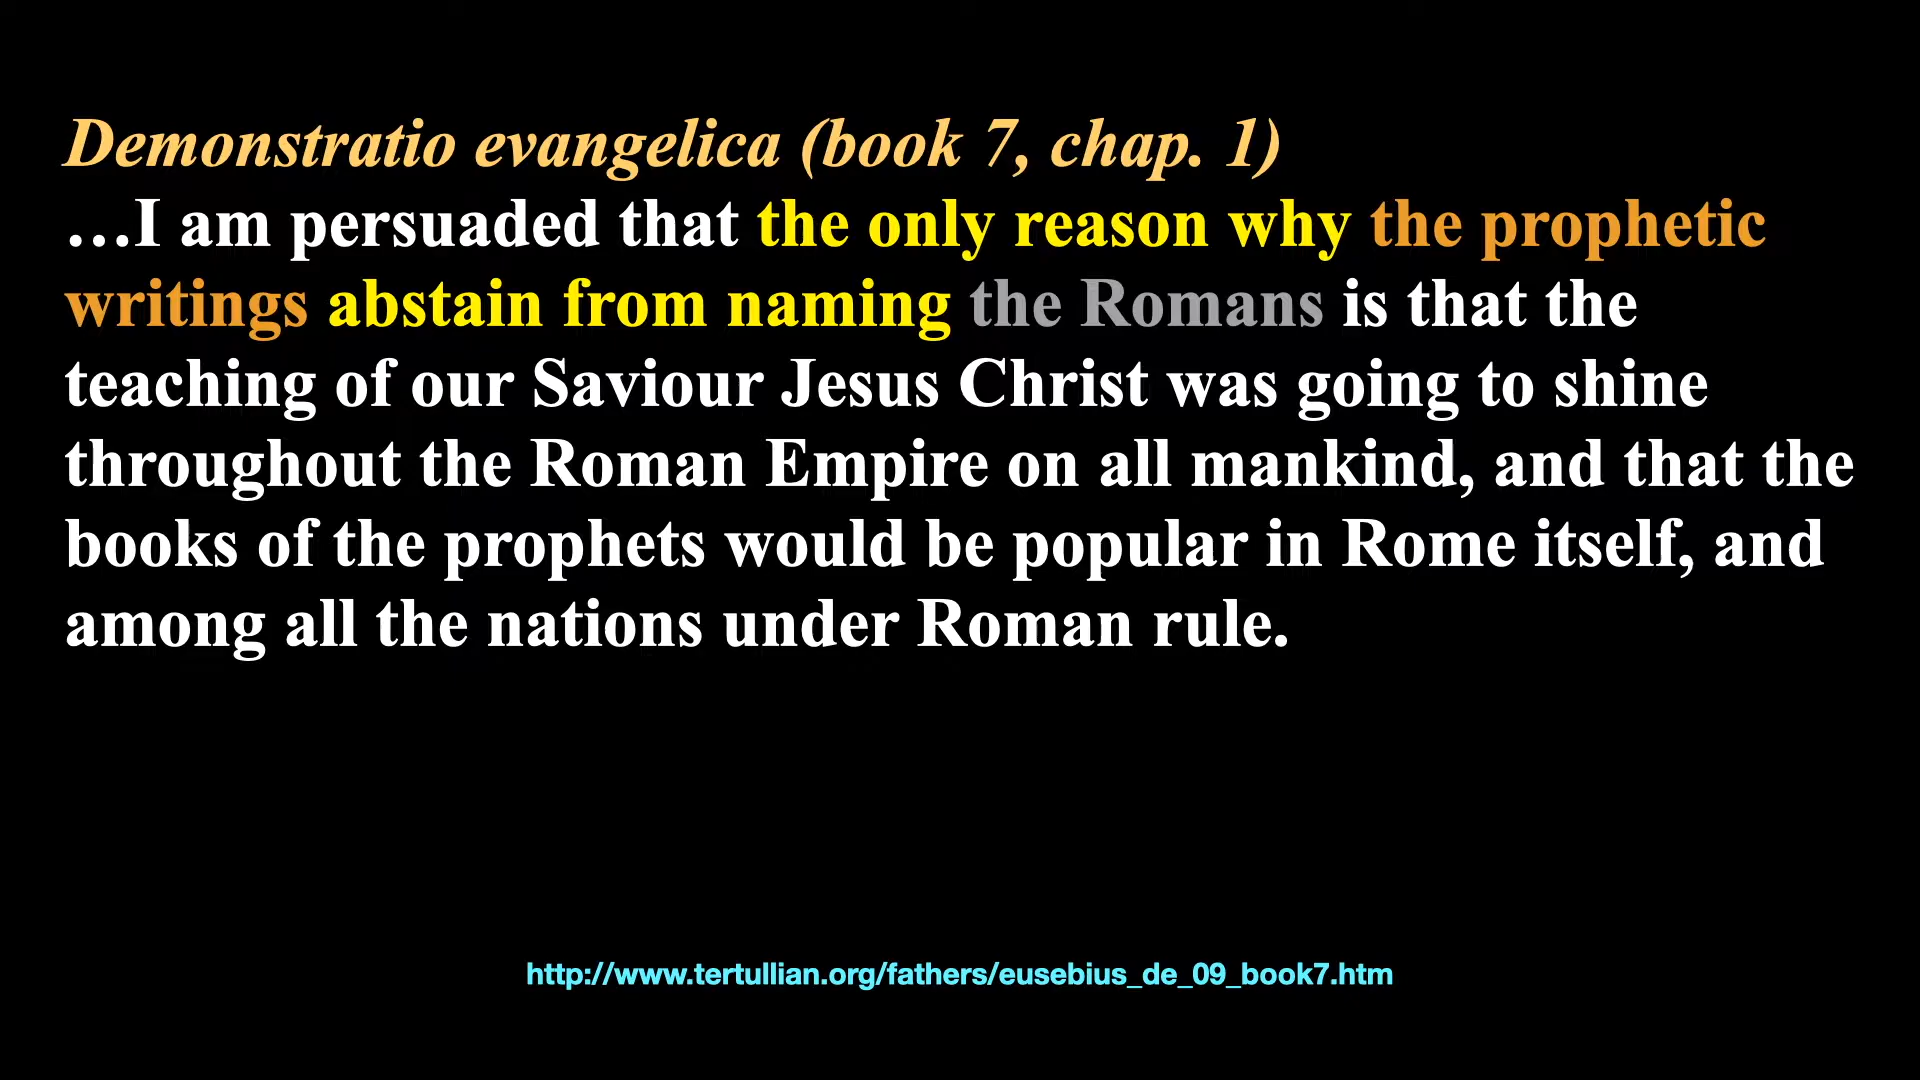 Demonstratio evangelica (book 7, chap. 1)
…I am persuaded that the only reason why the prophetic
writings abstain from naming the Romans is that the
teaching of our Saviour Jesus Christ was going to shine
throughout the Roman Empire on all mankind, and that the
books of the prophets would be popular in Rome itself, and
among all the nations under Roman rule.
http://www.tertullian.org/fathers/eusebius_de_09_book7.htm